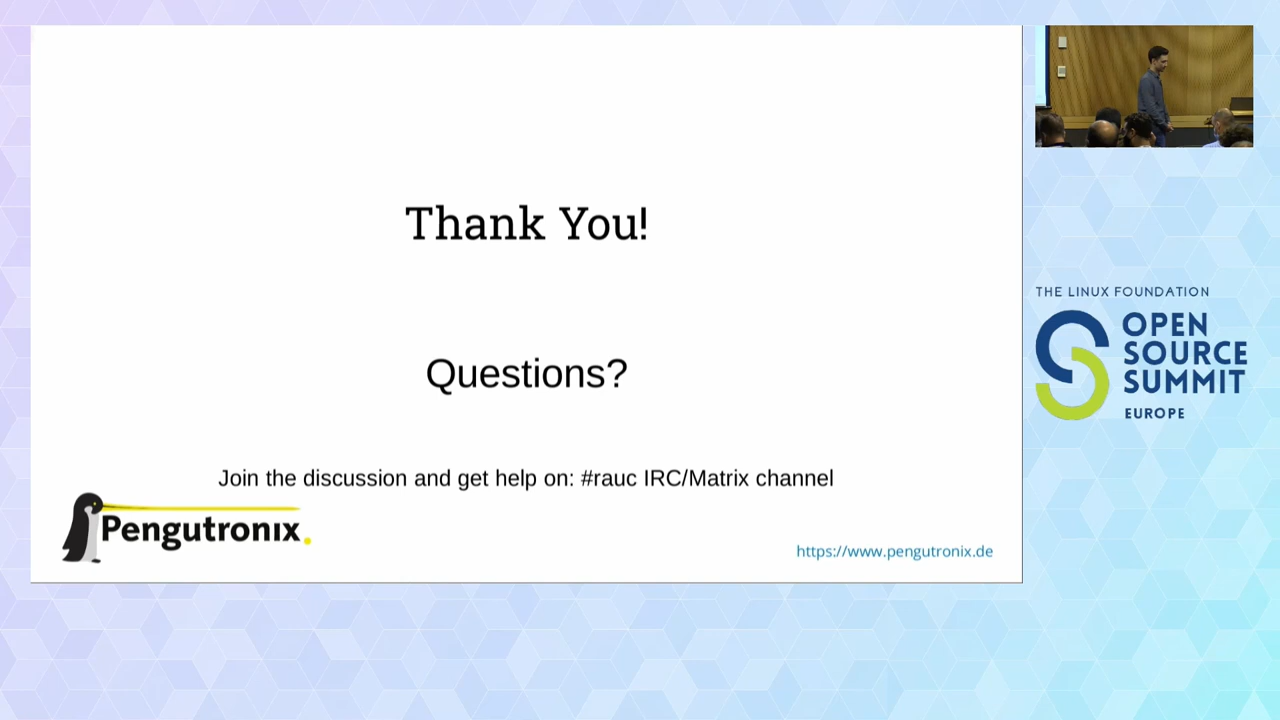 Thank You!
Questions?
Join the discussion and get help on: #rauc IRC/Matrix channel
Pengutronix
https://www.pengutronix.de
THE LINUX FOUNDATION
OPEN
SOURCE
SUMMIT
EUROPE